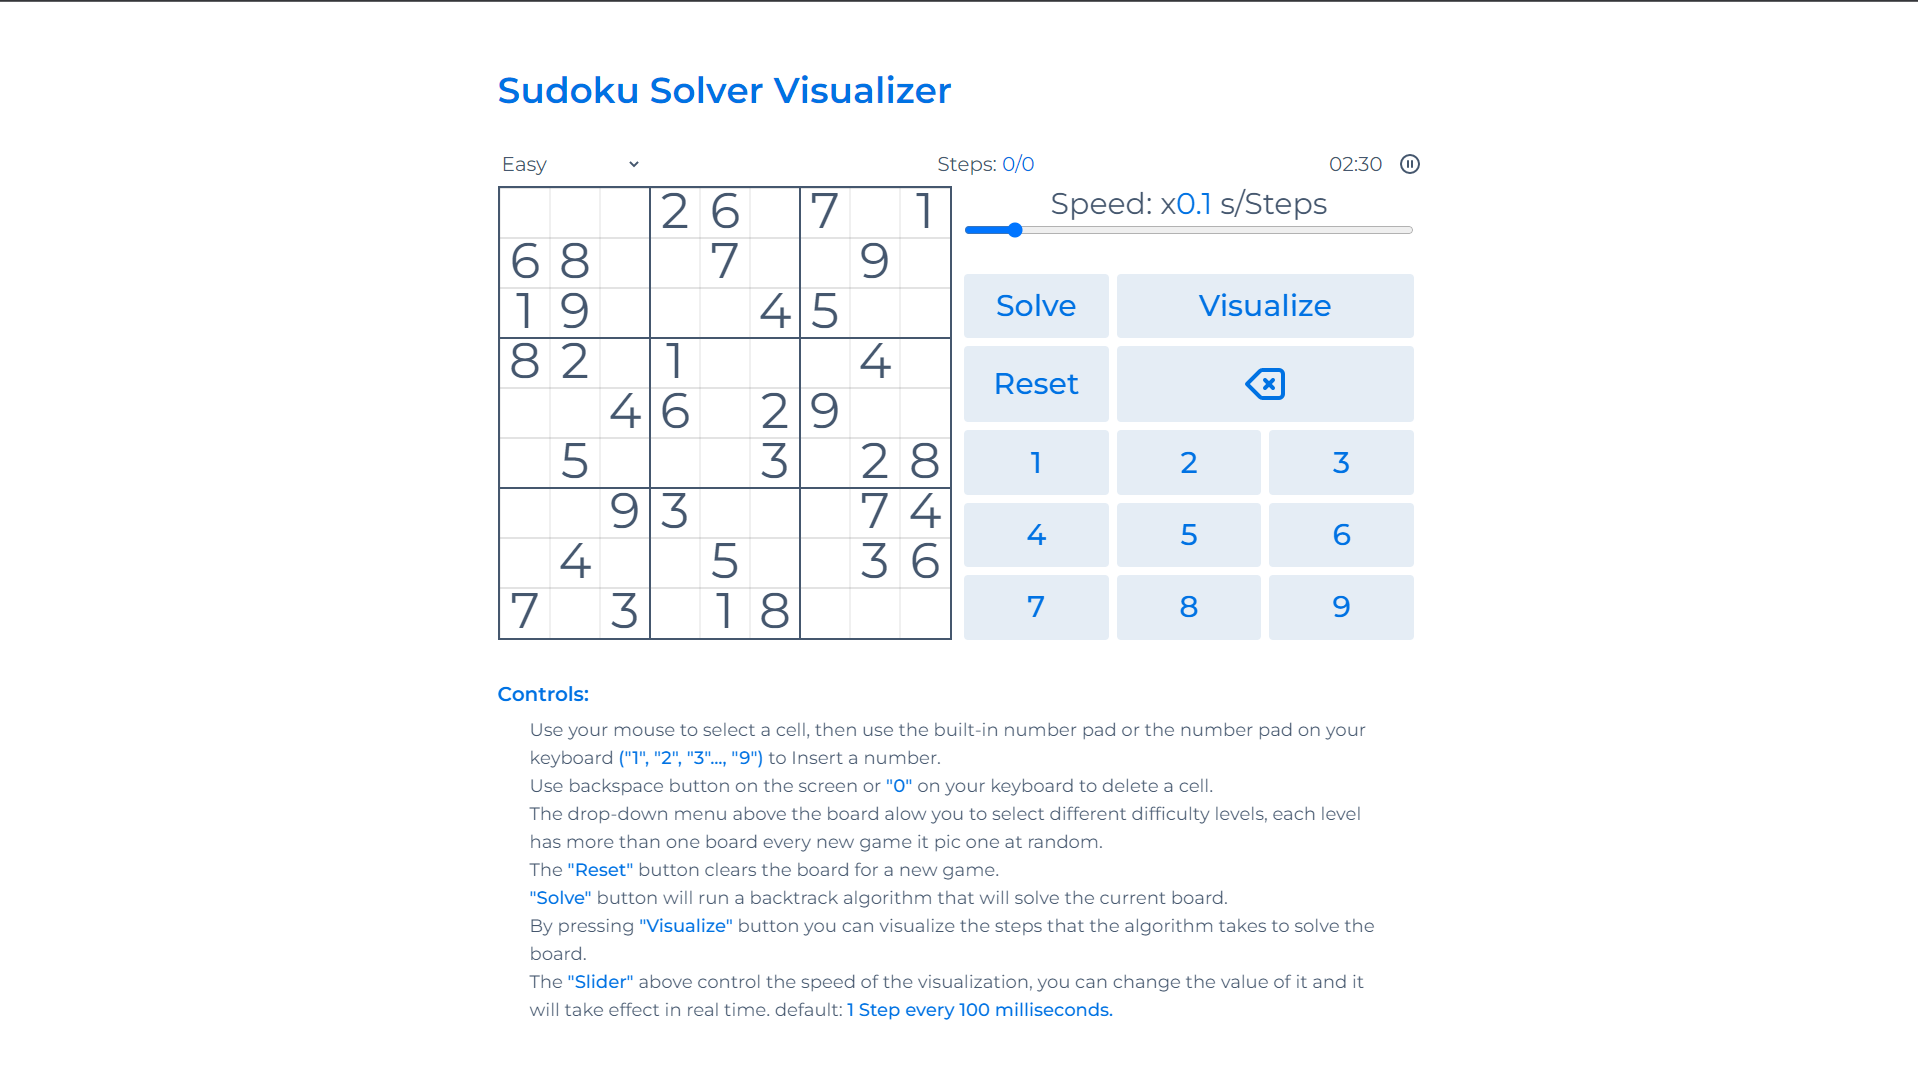 Sudoku Solver Visualizer
Easy
Steps: 0/0
02:30
Speed: x0.1 s/Steps
2 6 7 1
6 8 7 9
1 9 4 5
8 2 1 4
4 6 2 9
5 3 2 8
9 3 7 4
4 5 3 6
7 3 1 8
Solve
Visualize
Reset
1 2 3
4 5 6
7 8 9
Controls:
Use your mouse to select a cell, then use the built-in number pad or the number pad on your
keyboard ("1", "2", "3"..., "9") to Insert a number.
Use backspace button on the screen or "0" on your keyboard to delete a cell.
The drop-down menu above the board alow you to select different difficulty levels, each level
has more than one board every new game it pic one at random.
The "Reset" button clears the board for a new game.
"Solve" button will run a backtrack algorithm that will solve the current board.
By pressing "Visualize" button you can visualize the steps that the algorithm takes to solve the
board.
The "Slider" above control the speed of the visualization, you can change the value of it and it
will take effect in real time. default: 1 Step every 100 milliseconds.